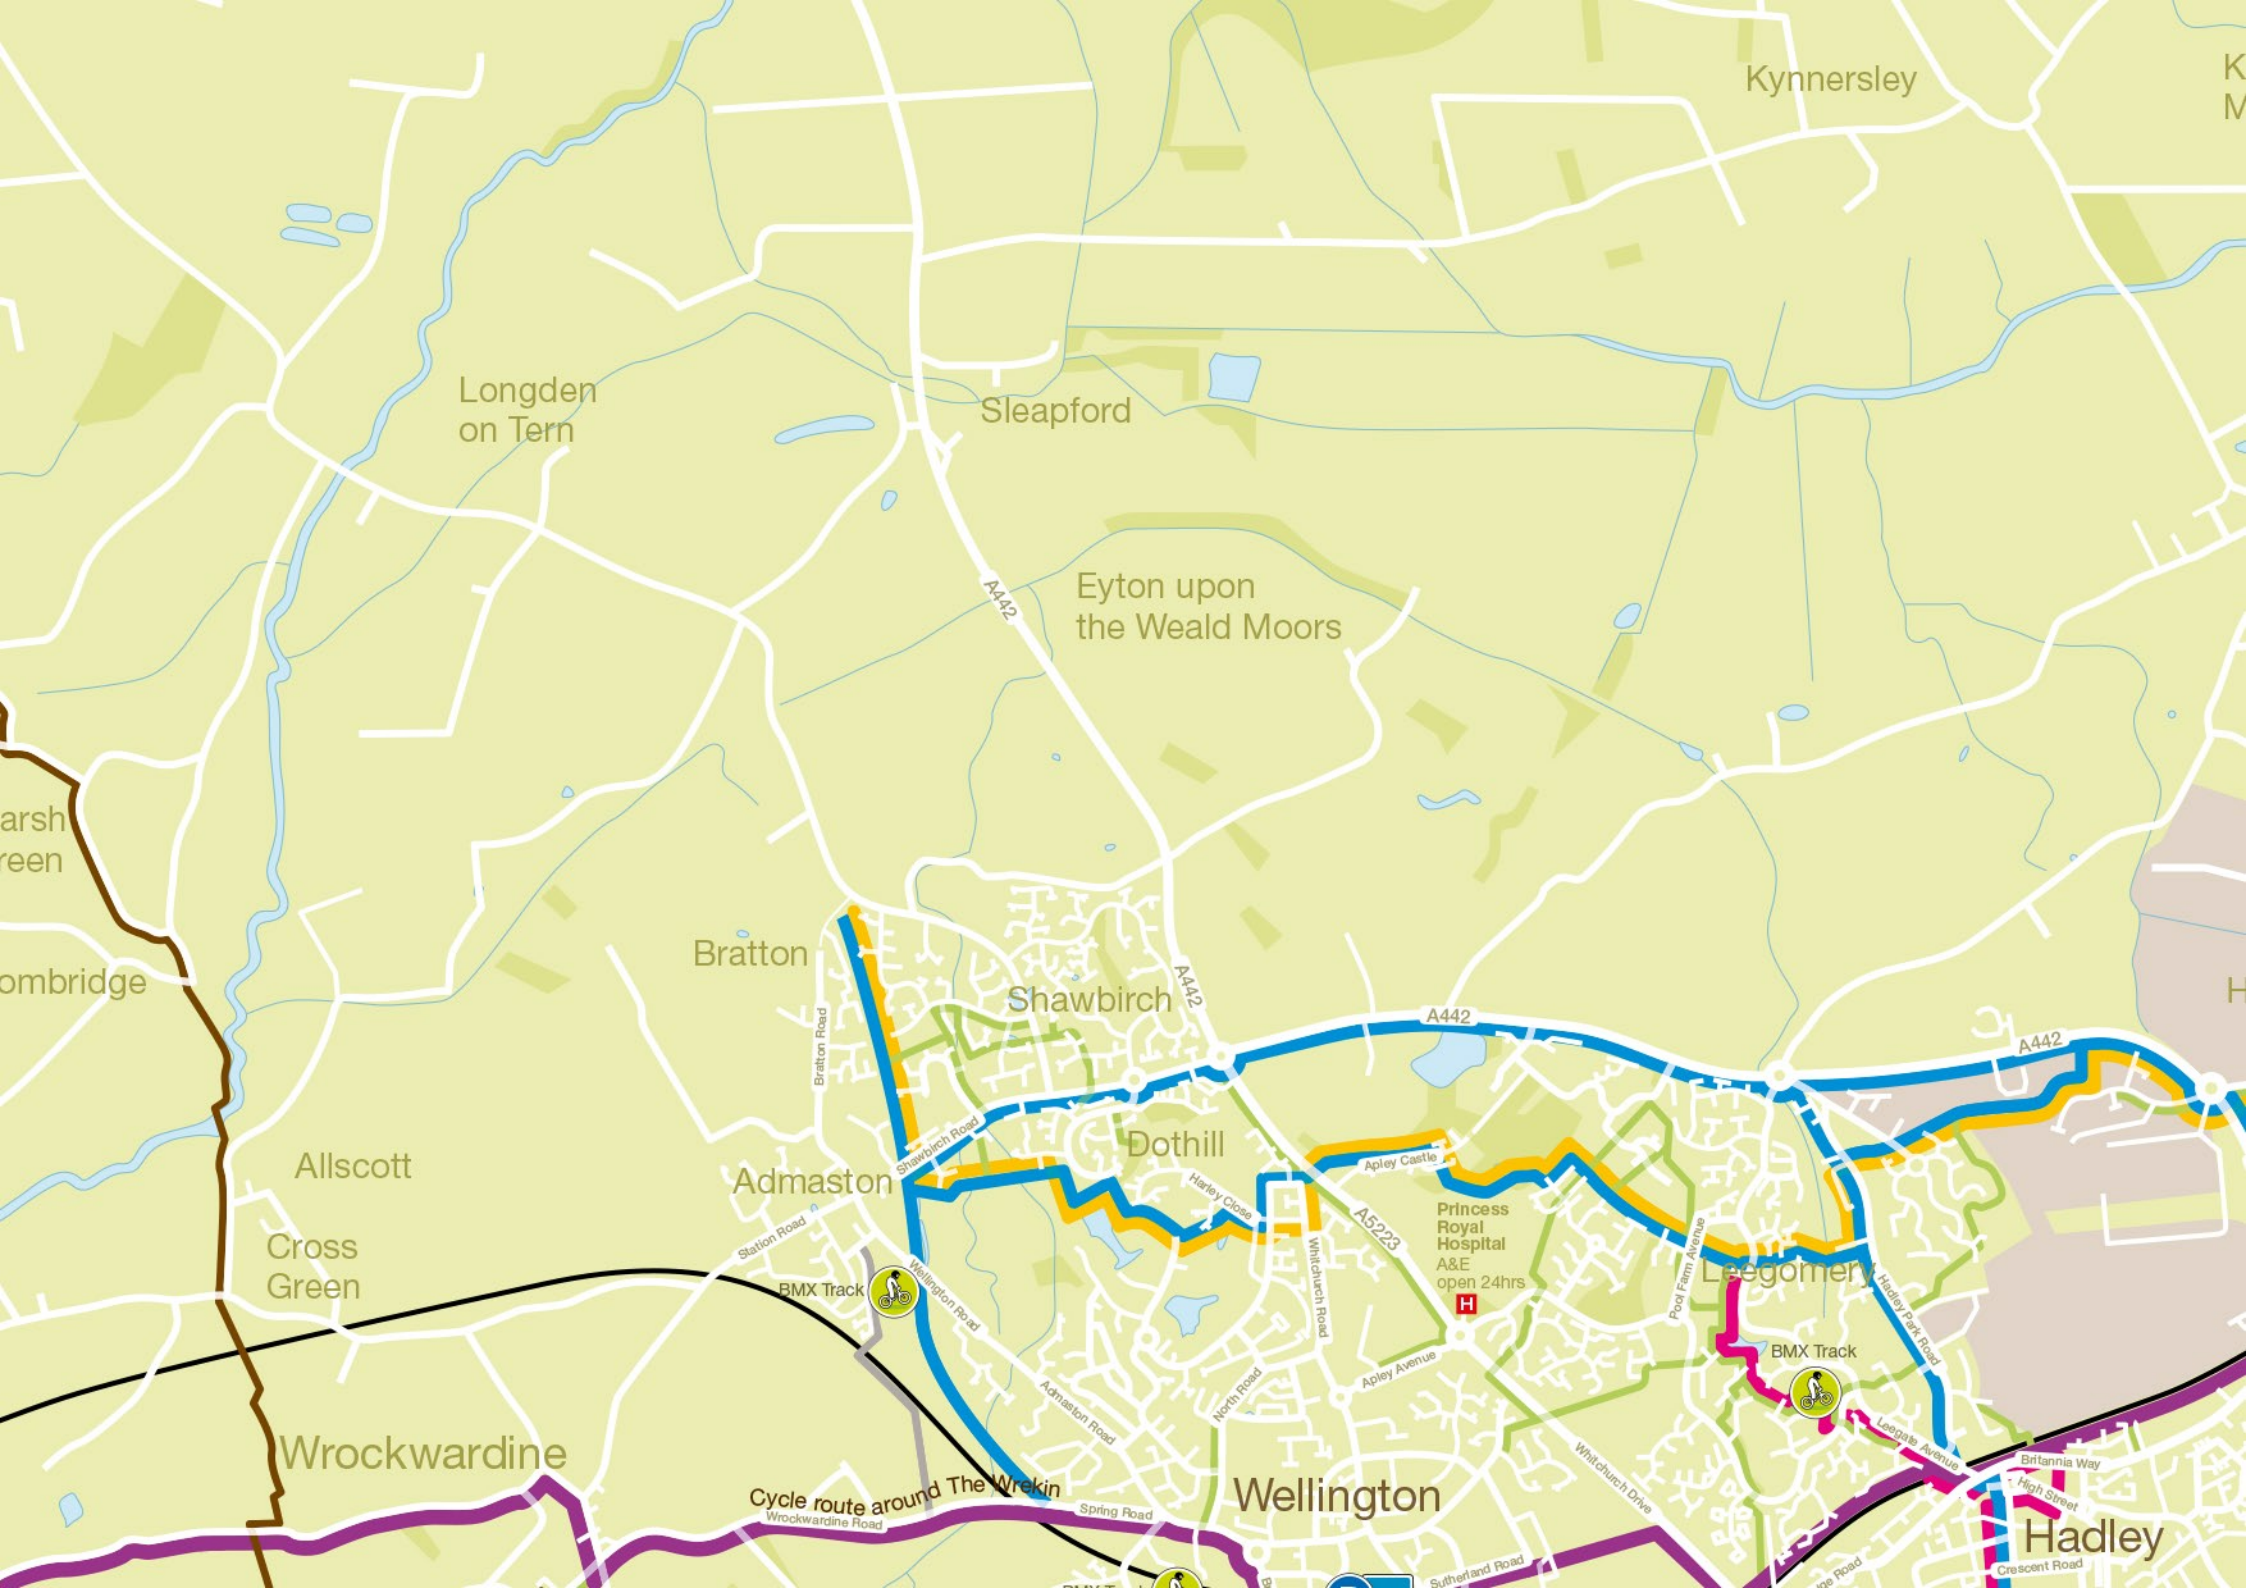 Kynnersley
K
M
Longden
on Tern
Sleapford
A442
Eyton upon
the Weald Moors
arsh
reen
Bratton
ombridge
Shawbirch
A442
H
A442
A442
Bratton Road
Shawbirch Road
Dothill
Apley Castle
Allscott
Admaston
Harley Close
Princess
Royal
Hospital
A&E
open 24hrs
H
A5223
Station Road
Cross
Green
Whitchurch Road
Pool Farm Avenue
Leegomery
BMX Track
Wellington Road
Hadley Park Road
BMX Track
Apley Avenue
North Road
Admaston Road
Leegate Avenue
Wrockwardine
Whitchurch Drive
Britannia Way
High Street
Cycle route around The Wrekin
Wrockwardine Road
Spring Road
Wellington
Hadley
Sutherland Road
Crescent Road